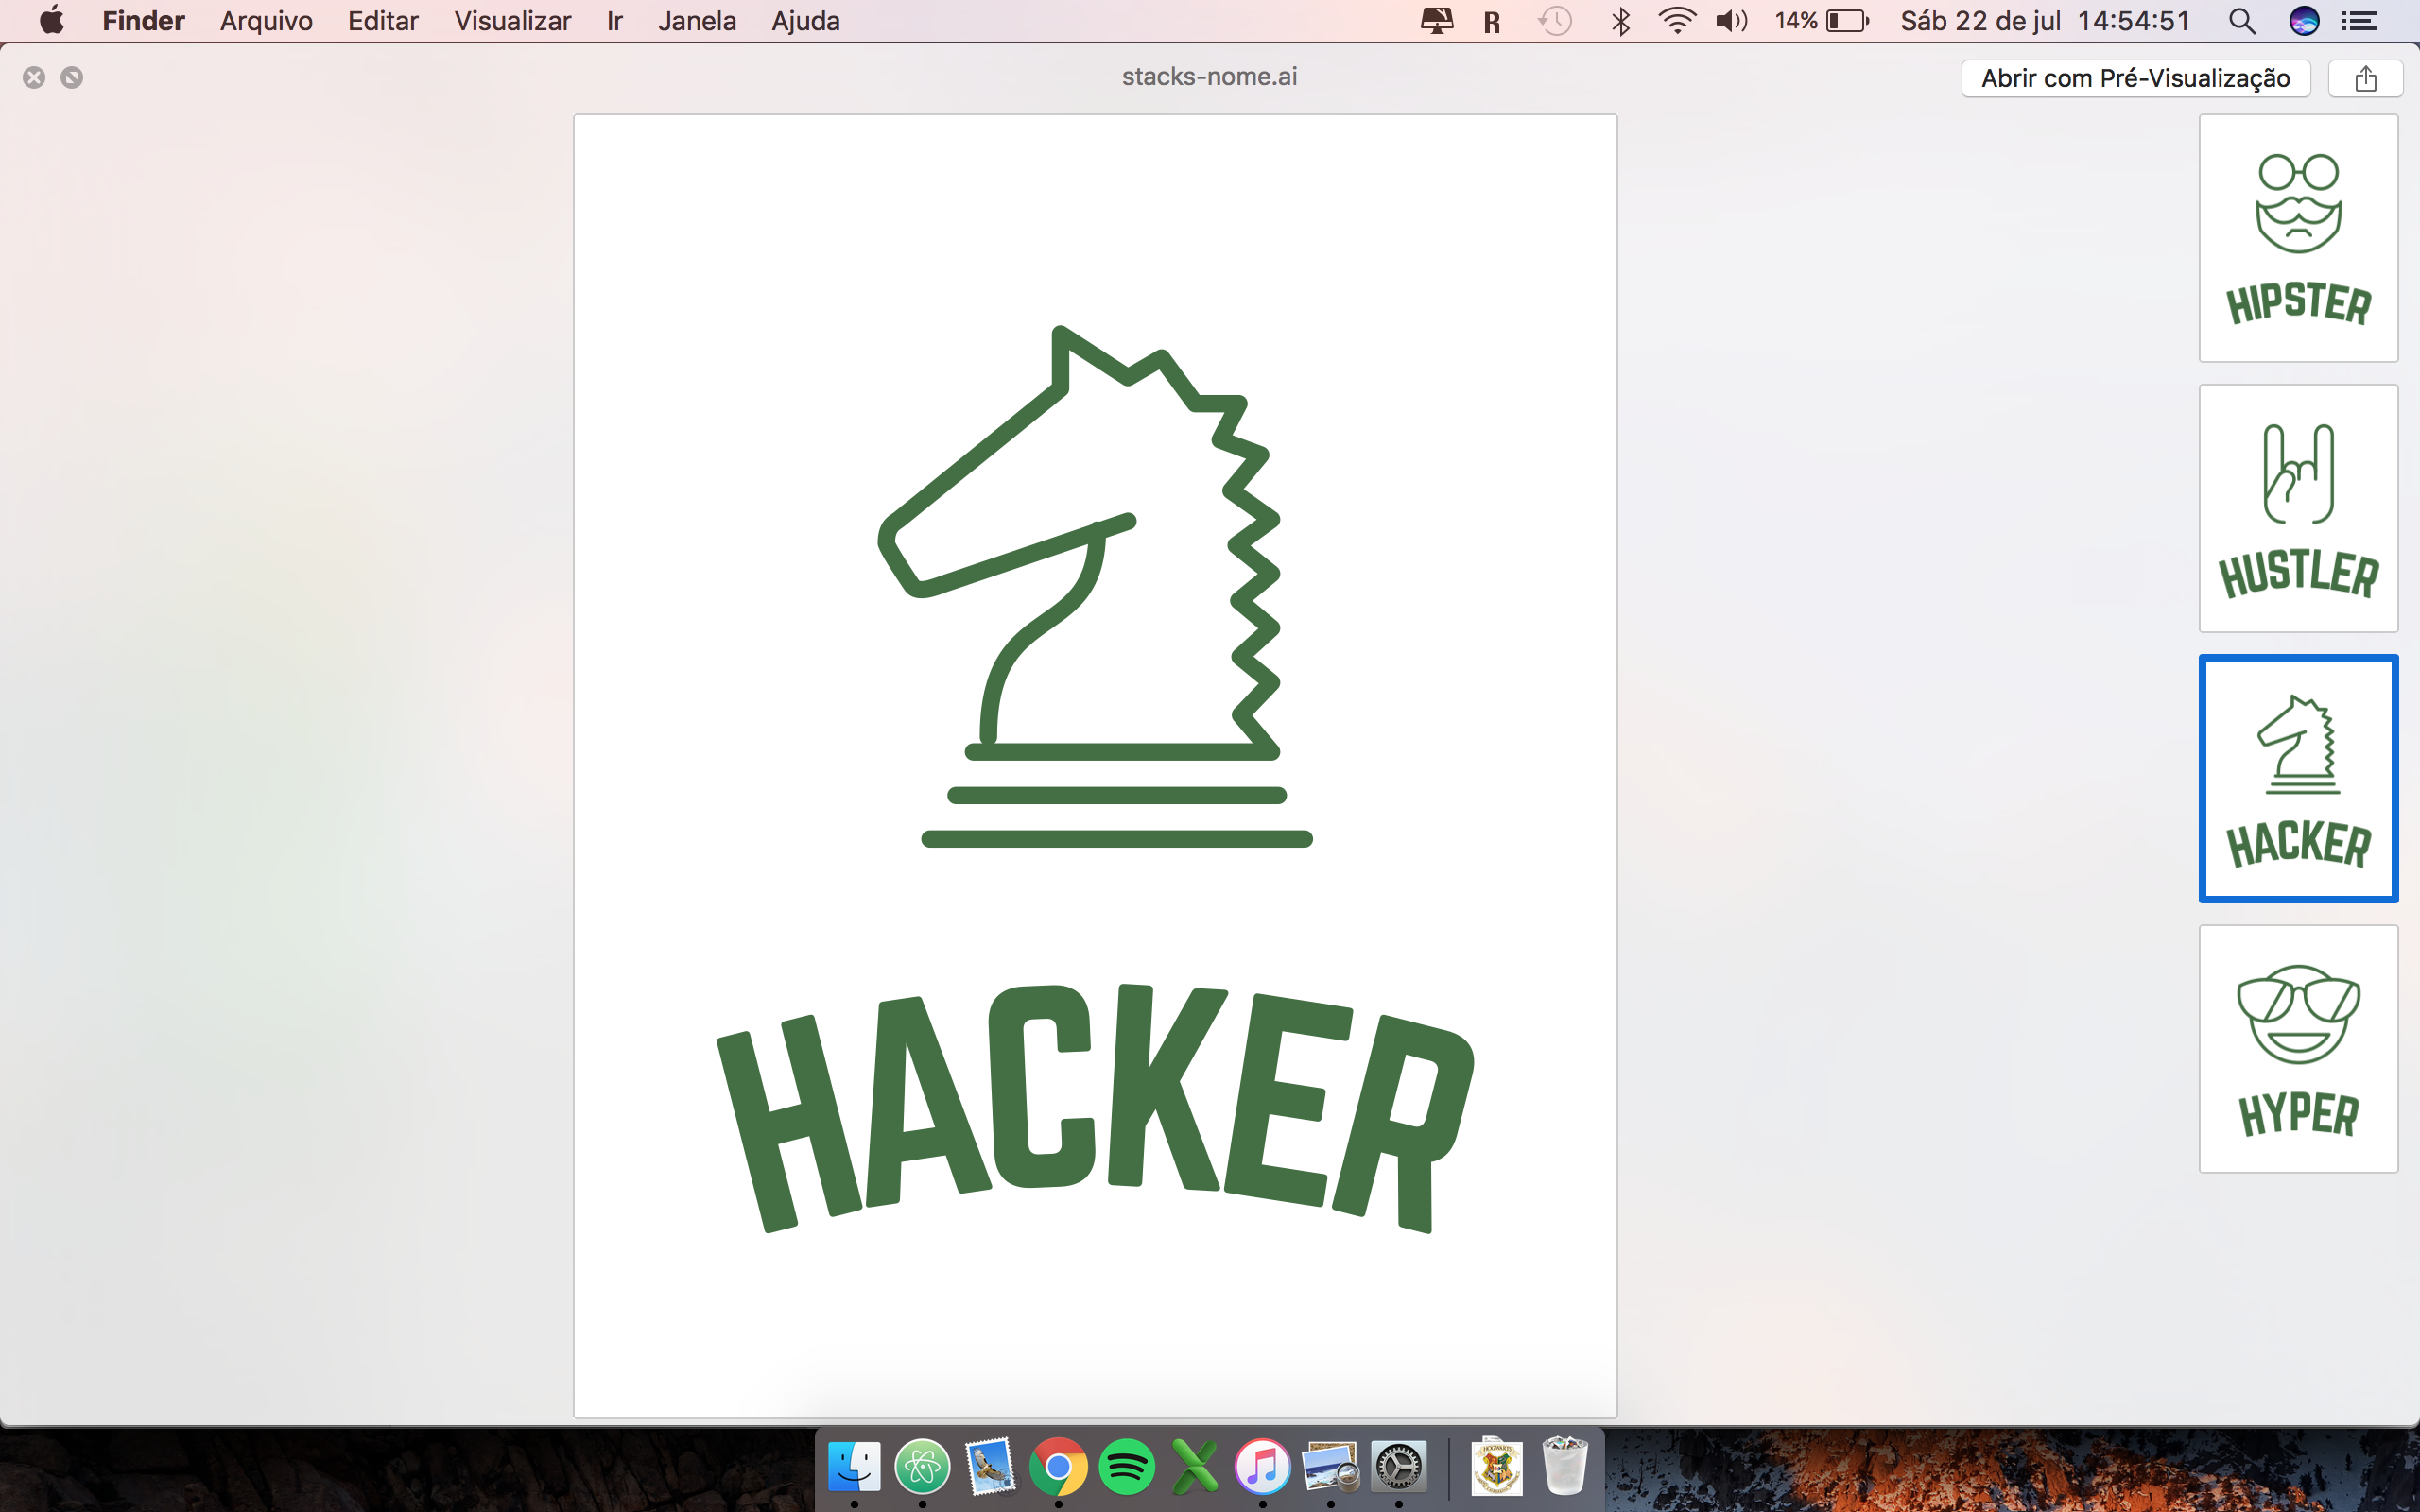 Finder Arquivo Editar Visualizar Ir Janela Ajuda R 14% Sáb 22 de jul 14:54:51
stacks-nome.ai
Abrir com Pré-Visualização
HACKER
HIPSTER
HUSTLER
HACKER
HYPER
HOGWARTS